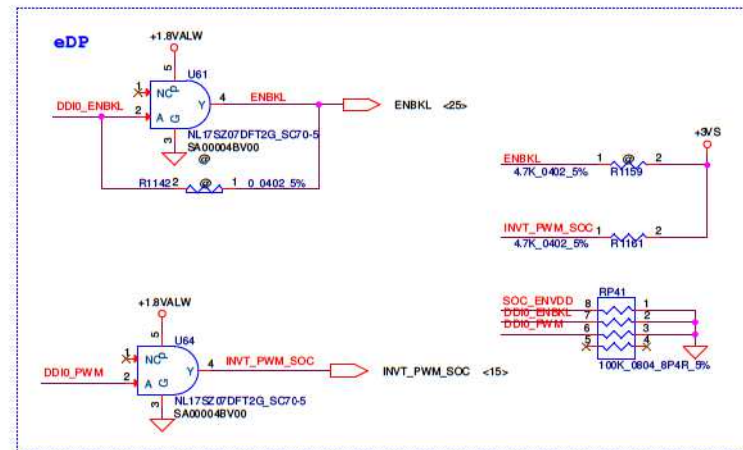 eDP
+1.8VALW
5
U61
1
NC
P
DDI0_ENBKL
2
A
G
Y
4
ENBKL
ENBKL <25>
3
NL17SZ07DFT2G_SC70-5
SA00004BV00
@
R1142 2 @ 1 0_0402_5%
+3VS
ENBKL 1 @ 2
4.7K_0402_5% R1159
INVT_PWM_SOC 1 2
4.7K_0402_5% R1161
RP41
SOC_ENVDD 8 1
DDI0_ENBKL 7 2
DDI0_PWM 6 3
5 4
100K_0804_8P4R_5%
+1.8VALW
5
U64
1
NC
P
DDI0_PWM
2
A
G
Y
4
INVT_PWM_SOC
INVT_PWM_SOC <15>
3
NL17SZ07DFT2G_SC70-5
SA00004BV00